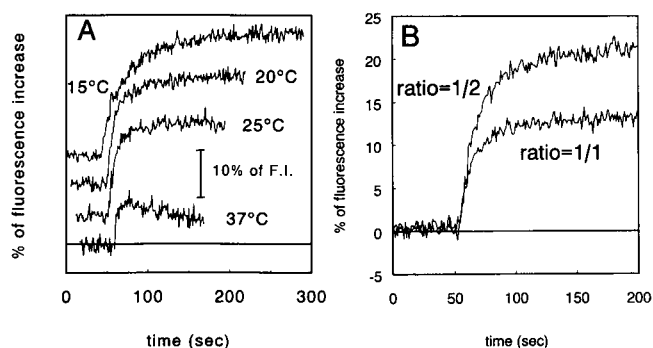 A
15°C
20°C
25°C
10% of F.I.
37°C
% of fluorescence increase
0
100
200
300
time (sec)
B
25
20
15
10
5
0
-5
ratio=1/2
ratio=1/1
% of fluorescence increase
0
50
100
150
200
time (sec)